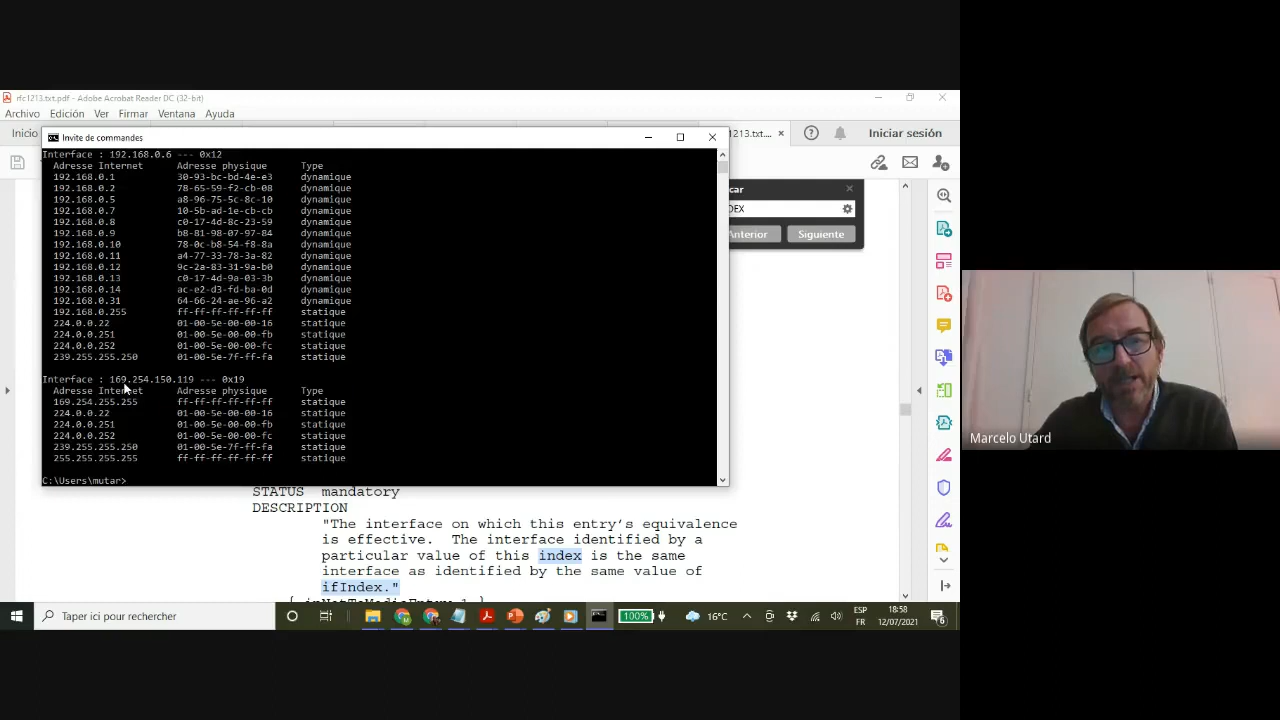 rfc1213.txt.pdf - Adobe Acrobat Reader DC (32-bit)
Archivo Edición Ver Firmar Ventana Ayuda
Inicio
1213.txt....
Iniciar sesión
Invite de commandes
Interface : 192.168.0.6 --- 0x12
Adresse Internet Adresse physique Type
192.168.0.1 30-93-bc-bd-4e-e3 dynamique
192.168.0.2 78-65-59-f2-cb-08 dynamique
192.168.0.5 a8-96-75-5c-8c-10 dynamique
192.168.0.7 10-5b-ad-1e-cb-cb dynamique
192.168.0.8 c0-17-4d-8c-23-59 dynamique
192.168.0.9 b8-81-98-07-97-84 dynamique
192.168.0.10 78-0c-b8-54-f8-8a dynamique
192.168.0.11 a4-77-33-78-3a-82 dynamique
192.168.0.12 9c-2a-83-31-9a-b0 dynamique
192.168.0.13 c0-17-4d-9a-03-3b dynamique
192.168.0.14 ac-e2-d3-fd-ba-0d dynamique
192.168.0.31 64-66-24-ae-96-a2 dynamique
192.168.0.255 ff-ff-ff-ff-ff-ff statique
224.0.0.22 01-00-5e-00-00-16 statique
224.0.0.251 01-00-5e-00-00-fb statique
224.0.0.252 01-00-5e-00-00-fc statique
239.255.255.250 01-00-5e-7f-ff-fa statique
Interface : 169.254.150.119 --- 0x19
Adresse Internet Adresse physique Type
169.254.255.255 ff-ff-ff-ff-ff-ff statique
224.0.0.22 01-00-5e-00-00-16 statique
224.0.0.251 01-00-5e-00-00-fb statique
224.0.0.252 01-00-5e-00-00-fc statique
239.255.255.250 01-00-5e-7f-ff-fa statique
255.255.255.255 ff-ff-ff-ff-ff-ff statique
C:\Users\mutar>
car
DEX
Anterior Siguiente
STATUS mandatory
DESCRIPTION
"The interface on which this entry's equivalence
is effective. The interface identified by a
particular value of this index is the same
interface as identified by the same value of
ifIndex."
Marcelo Utard
Taper ici pour rechercher
100%
16°C
ESP
FR
18:58
12/07/2021
6